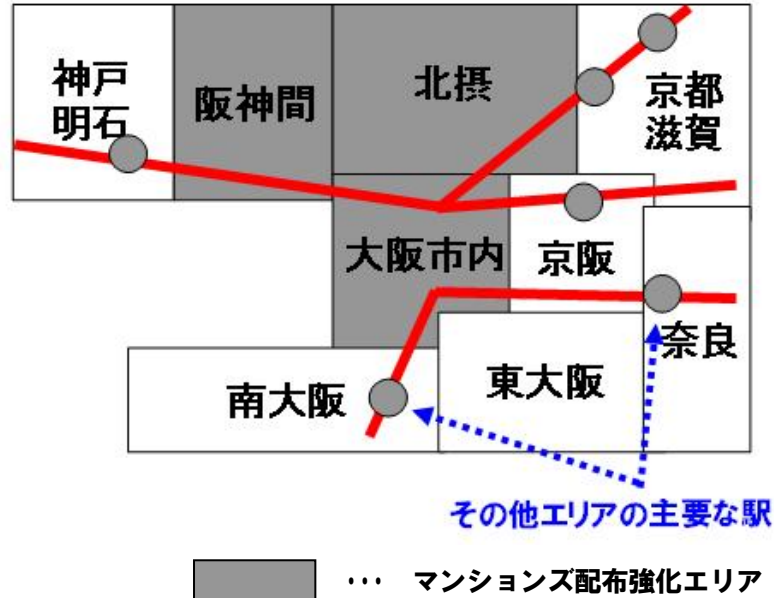 神戸
明石
阪神間
北摂
京都
滋賀
大阪市内
京阪
奈良
南大阪
東大阪
その他エリアの主要な駅
… マンションズ配布強化エリア